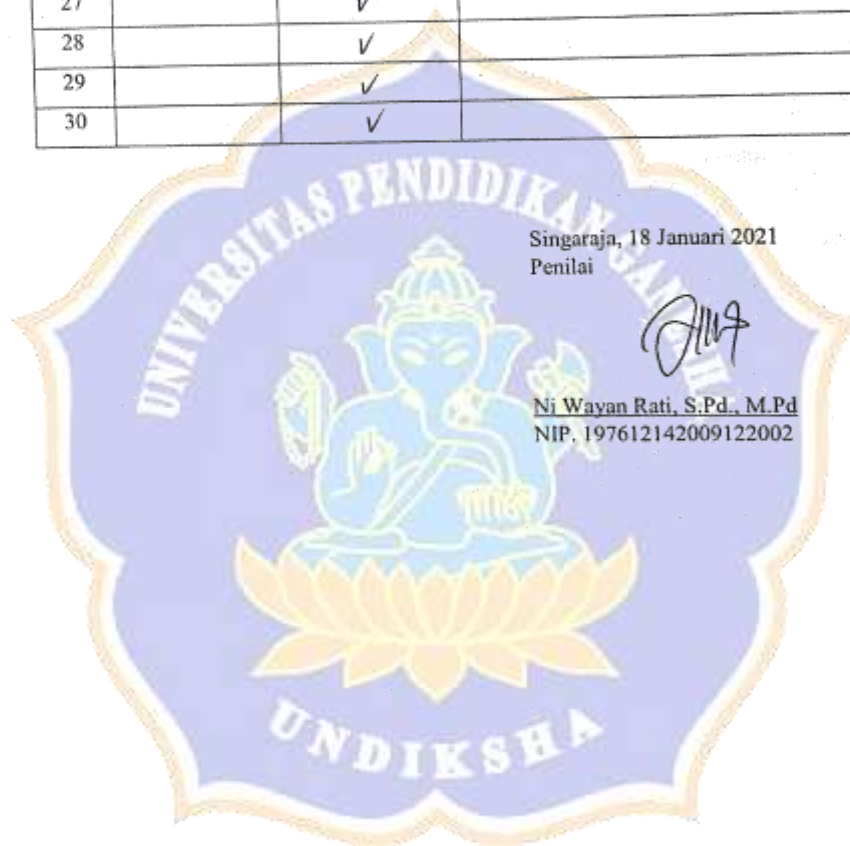 27 √
28 √
29 √
30 √
UNIVERSITAS PENDIDIKAN GANESHA
Singaraja, 18 Januari 2021
Penilai
Ni Wayan Rati, S.Pd., M.Pd
NIP. 197612142009122002
UNDIKSHA